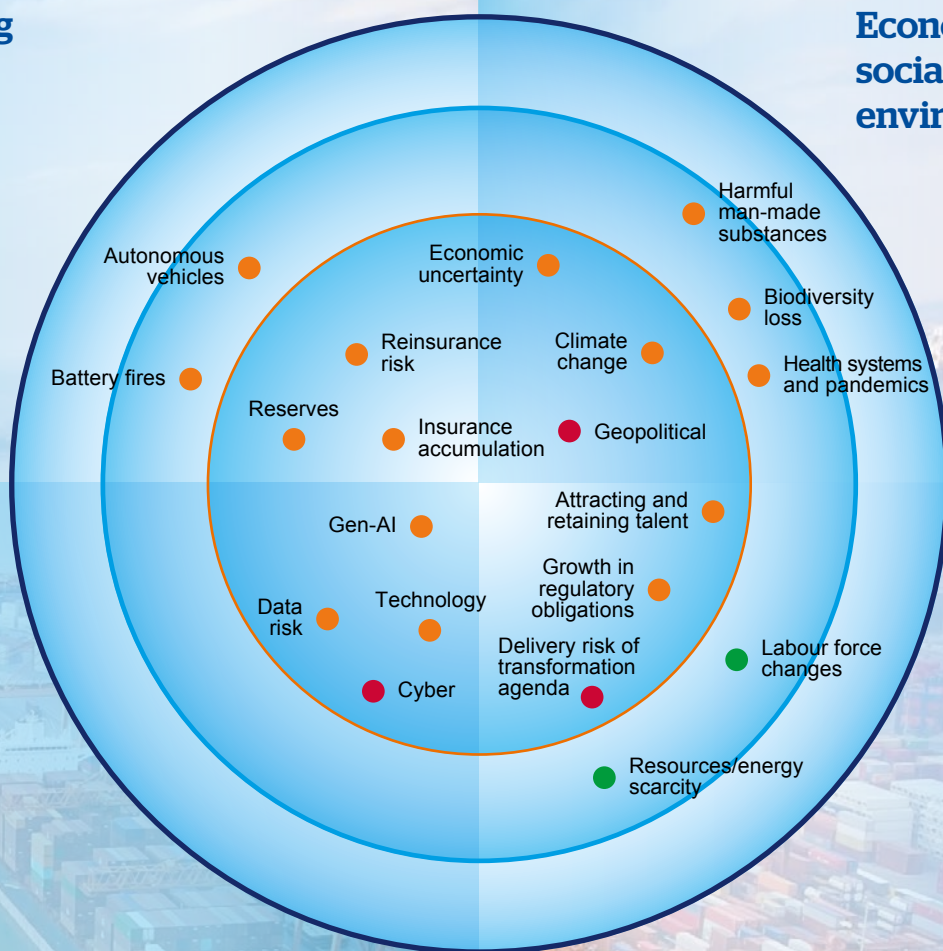 g
Econo
socia
envir
Harmful
man-made
substances
Autonomous
vehicles
Economic
uncertainty
Biodiversity
loss
Reinsurance
risk
Climate
change
Battery fires
Health systems
and pandemics
Reserves
Insurance
accumulation
Geopolitical
Gen-AI
Attracting and
retaining talent
Growth in
regulatory
obligations
Data
risk
Technology
Delivery risk of
transformation
agenda
Labour force
changes
Cyber
Resources/energy
scarcity